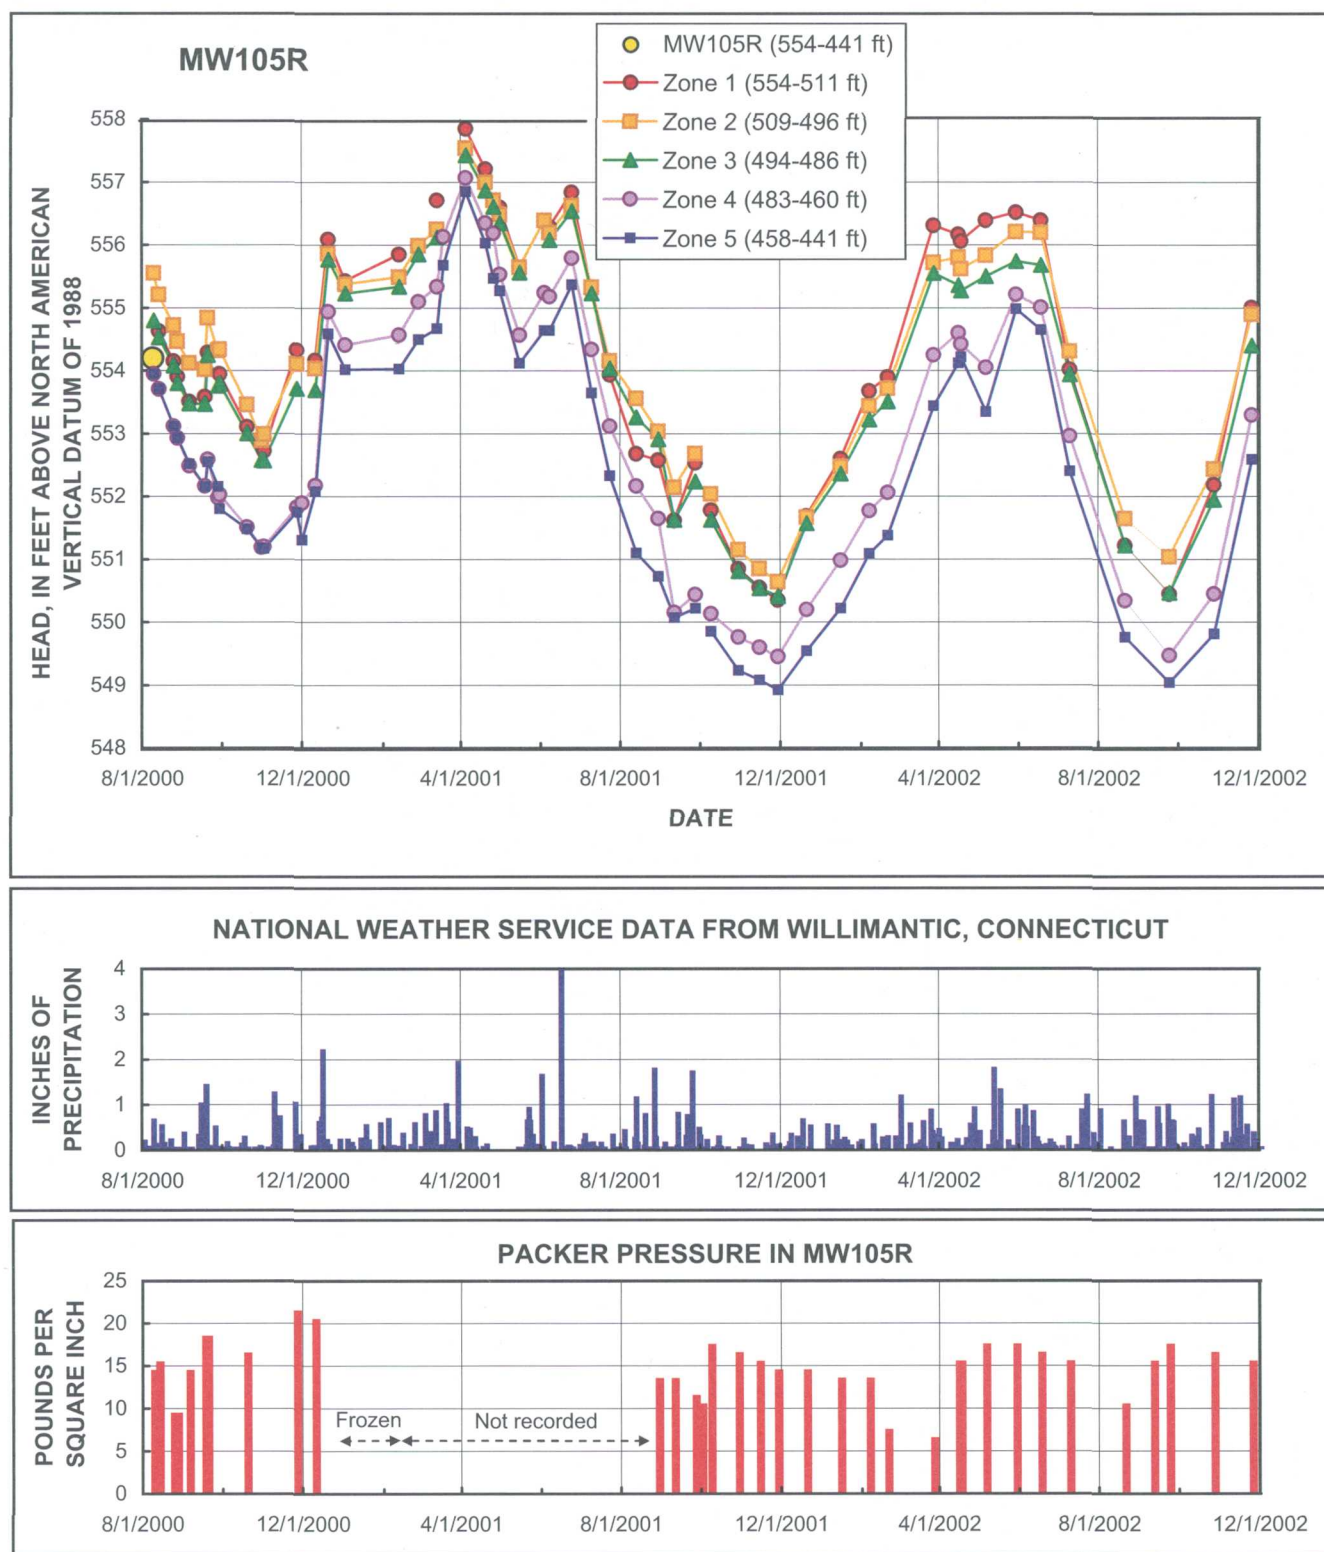 MW105R
MW105R (554-441 ft)
Zone 1 (554-511 ft)
Zone 2 (509-496 ft)
Zone 3 (494-486 ft)
Zone 4 (483-460 ft)
Zone 5 (458-441 ft)
HEAD, IN FEET ABOVE NORTH AMERICAN
VERTICAL DATUM OF 1988
558
557
556
555
554
553
552
551
550
549
548
8/1/2000 12/1/2000 4/1/2001 8/1/2001 12/1/2001 4/1/2002 8/1/2002 12/1/2002
DATE
NATIONAL WEATHER SERVICE DATA FROM WILLIMANTIC, CONNECTICUT
INCHES OF
PRECIPITATION
4
3
2
1
0
8/1/2000 12/1/2000 4/1/2001 8/1/2001 12/1/2001 4/1/2002 8/1/2002 12/1/2002
PACKER PRESSURE IN MW105R
POUNDS PER
SQUARE INCH
25
20
15
10
5
0
Frozen
Not recorded
8/1/2000 12/1/2000 4/1/2001 8/1/2001 12/1/2001 4/1/2002 8/1/2002 12/1/2002